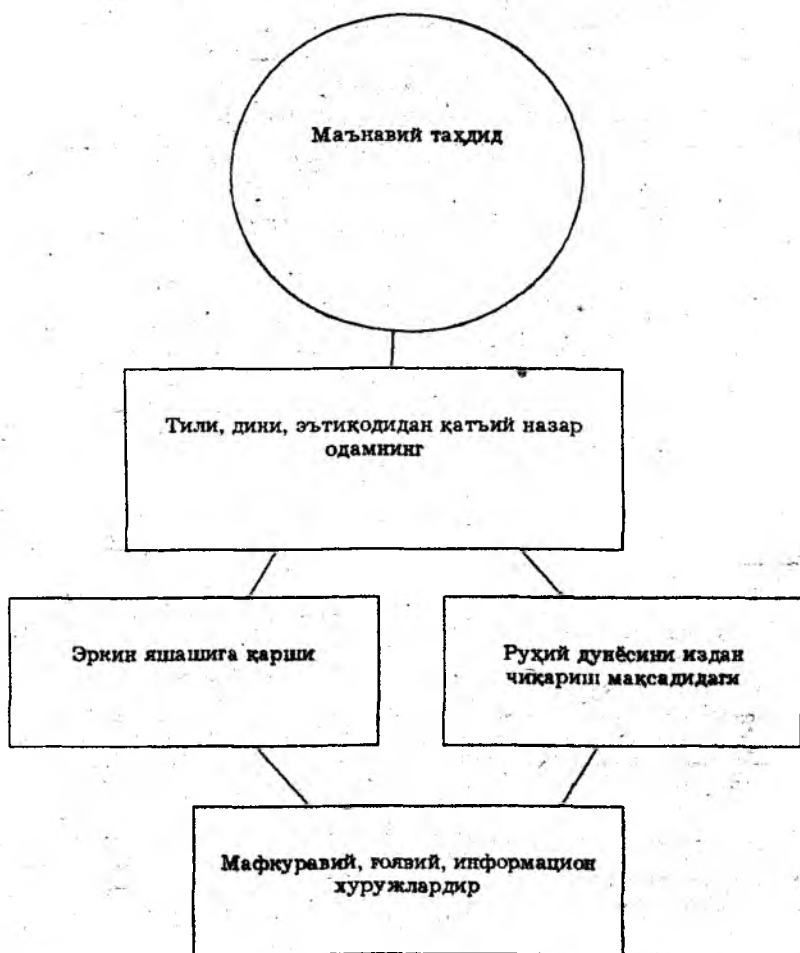 Маънавий таҳдид
Тили, дини, эътиқодидан қатъий назар
одамнинг
Эркин яшашига қарши
Руҳий дунёсини издан
чиқариш мақсадидаги
Мафкуравий, ғоявий, информацион
хуружлардир